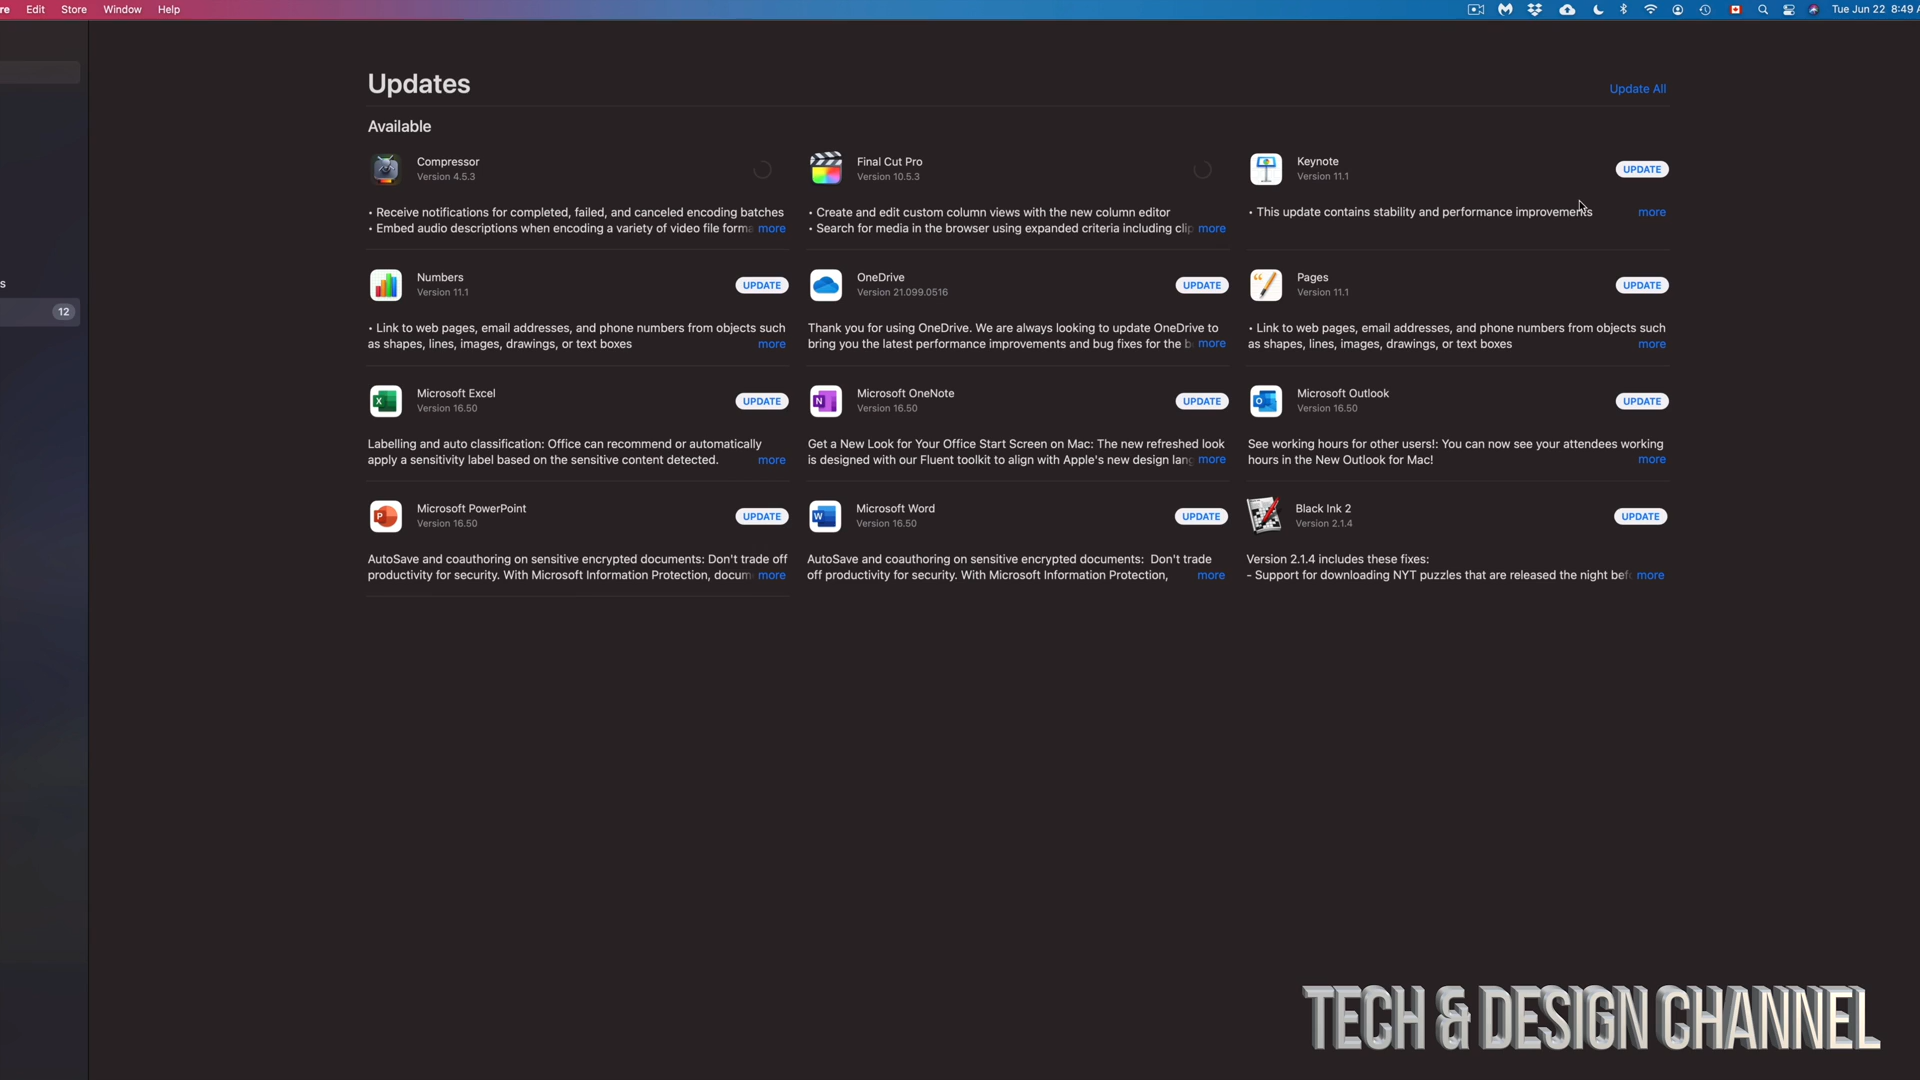 re Edit Store Window Help
Tue Jun 22 8:49 A
s
12
Updates
Update All
Available
Compressor
Version 4.5.3
• Receive notifications for completed, failed, and canceled encoding batches
• Embed audio descriptions when encoding a variety of video file forma more
Final Cut Pro
Version 10.5.3
• Create and edit custom column views with the new column editor
• Search for media in the browser using expanded criteria including clip more
Keynote
Version 11.1
UPDATE
• This update contains stability and performance improvements more
Numbers
Version 11.1
UPDATE
• Link to web pages, email addresses, and phone numbers from objects such
as shapes, lines, images, drawings, or text boxes more
OneDrive
Version 21.099.0516
UPDATE
Thank you for using OneDrive. We are always looking to update OneDrive to
bring you the latest performance improvements and bug fixes for the b more
Pages
Version 11.1
UPDATE
• Link to web pages, email addresses, and phone numbers from objects such
as shapes, lines, images, drawings, or text boxes more
Microsoft Excel
Version 16.50
UPDATE
Labelling and auto classification: Office can recommend or automatically
apply a sensitivity label based on the sensitive content detected. more
Microsoft OneNote
Version 16.50
UPDATE
Get a New Look for Your Office Start Screen on Mac: The new refreshed look
is designed with our Fluent toolkit to align with Apple's new design lang more
Microsoft Outlook
Version 16.50
UPDATE
See working hours for other users!: You can now see your attendees working
hours in the New Outlook for Mac! more
Microsoft PowerPoint
Version 16.50
UPDATE
AutoSave and coauthoring on sensitive encrypted documents: Don't trade off
productivity for security. With Microsoft Information Protection, docum more
Microsoft Word
Version 16.50
UPDATE
AutoSave and coauthoring on sensitive encrypted documents: Don't trade
off productivity for security. With Microsoft Information Protection, more
Black Ink 2
Version 2.1.4
UPDATE
Version 2.1.4 includes these fixes:
- Support for downloading NYT puzzles that are released the night bef more
TECH & DESIGN CHANNEL